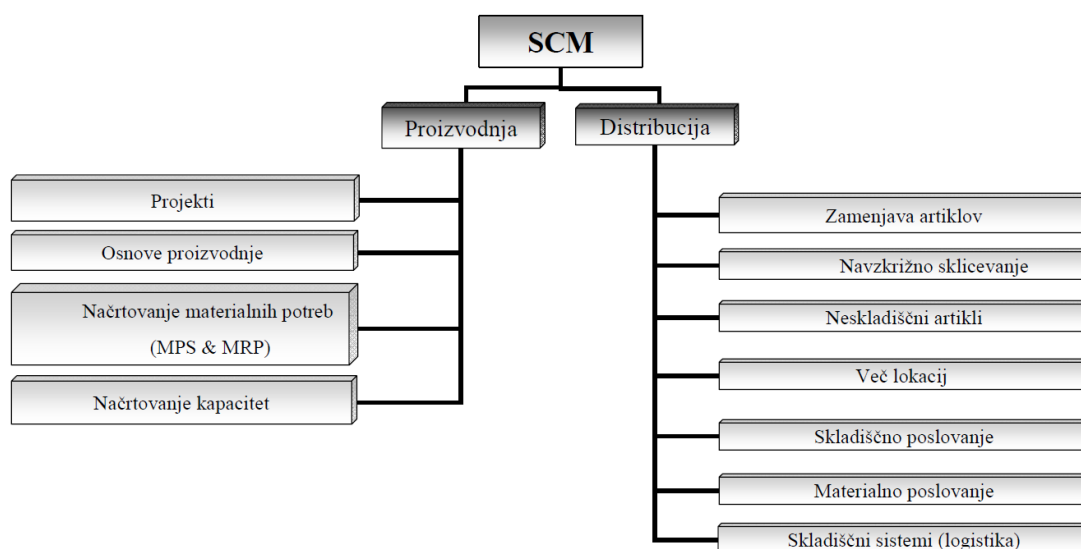 SCM
Proizvodnja
Distribucija
Projekti
Osnove proizvodnje
Načrtovanje materialnih potreb
(MPS & MRP)
Načrtovanje kapacitet
Zamenjava artiklov
Navzkrižno sklicevanje
Neskladiščni artikli
Več lokacij
Skladiščno poslovanje
Materialno poslovanje
Skladiščni sistemi (logistika)